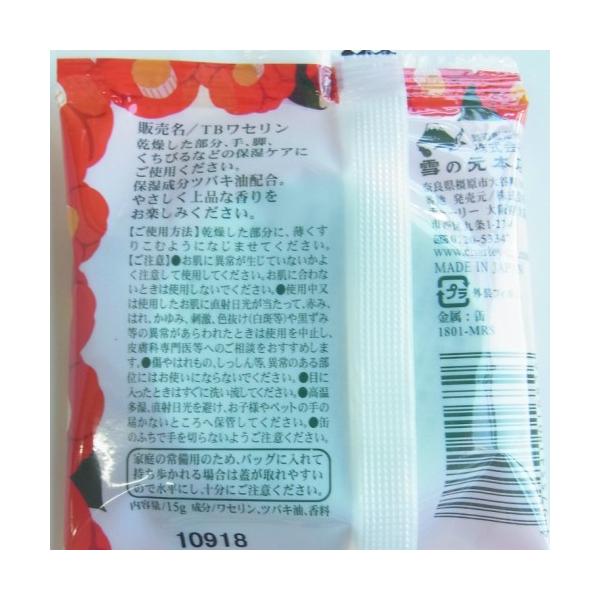 販売名/TBワセリン
乾燥した部分、手、脚、
くちびるなどの保湿ケアに
ご使用ください。
保湿成分ツバキ油配合。
やさしく上品な香りを
お楽しみください。
【ご使用方法】乾燥した部分に、薄くす
りこむようになじませてください。
【ご注意】●お肌に異常が生じていないかよ
く注意して使用してください。お肌に合わな
いときは使用しないでください。●使用中又
は使用したお肌に直射日光が当たって、赤み、
はれ、かゆみ、刺激、色抜け(白斑等)や黒ずみ
等の異常があらわれたときは使用を中止し、
皮膚科専門医等へのご相談をおすすめしま
す。●傷やはれもの、しっしん等、異常のある部
位にはお使いにならないでください。●目に
入ったときはすぐに洗い流してください。●高温
多湿、直射日光を避け、お子様やペットの手の
届かないところへ保管してください。●缶
のふちで手を切らないようご注意ください。
家庭の常備用のため、バッグに入れて
持ち歩かれる場合は蓋が取れやすい
ので水平にし、十分にご注意ください。
内容量/15g 成分/ワセリン、ツバキ油、香料
10918
株式会社
雪の元本店
奈良県橿原市
発売元/株式会社
大阪
MADE IN JAPAN
プラ
金属:缶
1801-MRS